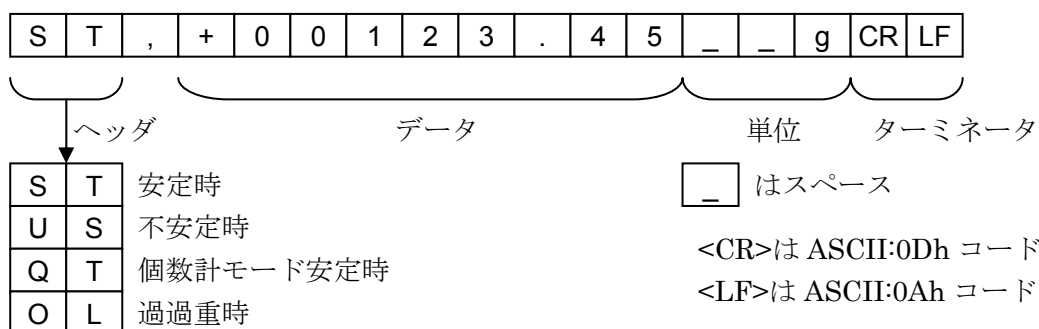 S T , + 0 0 1 2 3 . 4 5 _ _ g CR LF
ヘッダ データ 単位 ターミネータ
S T 安定時
_ はスペース
U S 不安定時
<CR>は ASCII:0Dh コード
Q T 個数計モード安定時
<LF>は ASCII:0Ah コード
O L 過過重時